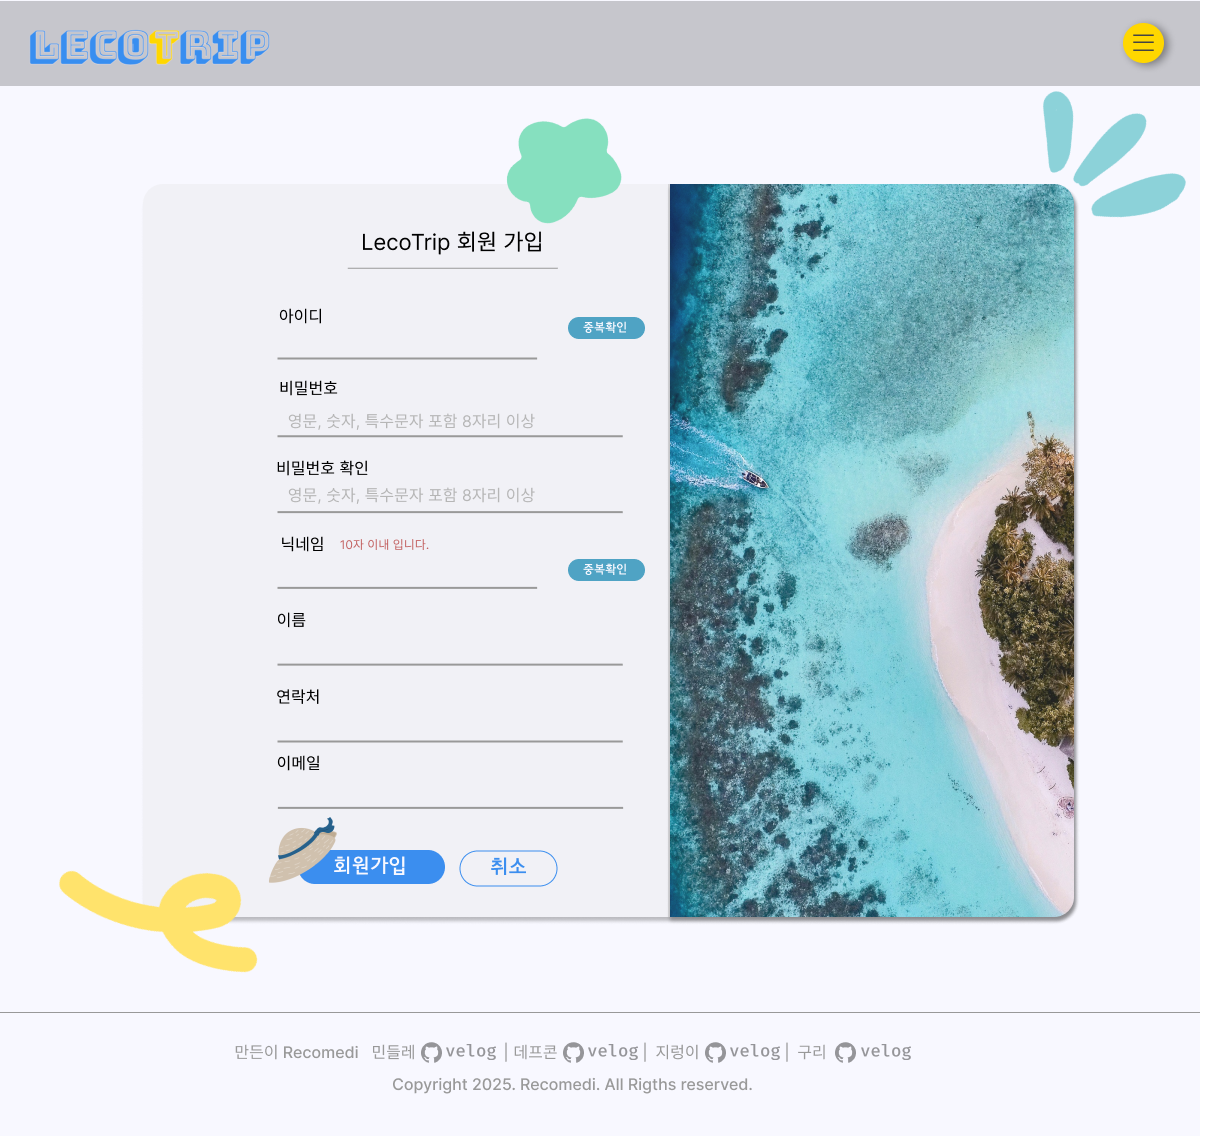 LECOTRIP
LecoTrip 회원 가입
아이디
중복확인
비밀번호
영문, 숫자, 특수문자 포함 8자리 이상
비밀번호 확인
영문, 숫자, 특수문자 포함 8자리 이상
닉네임 10자 이내 입니다.
중복확인
이름
연락처
이메일
회원가입 취소
만든이 Recomedi 민들레 velog | 데프콘 velog | 지렁이 velog | 구리 velog
Copyright 2025. Recomedi. All Rigths reserved.